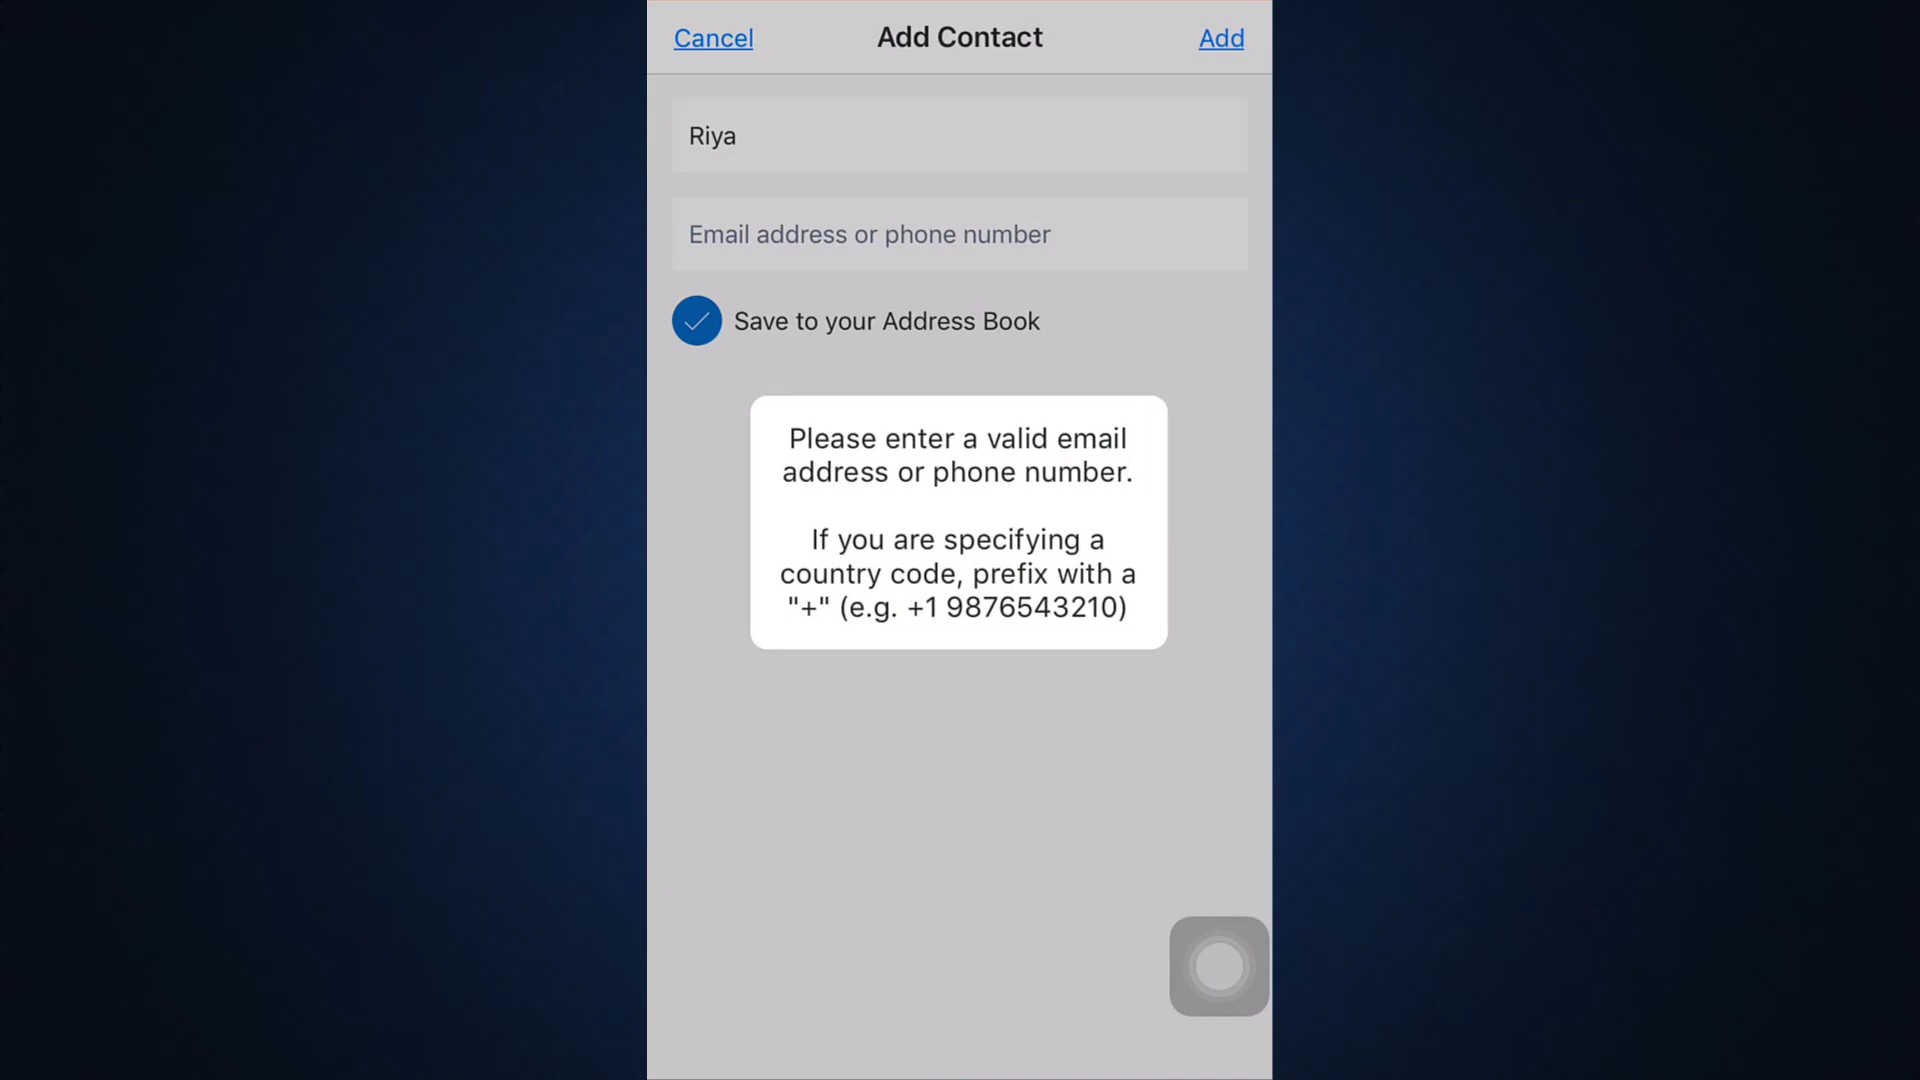 Cancel
Add Contact
Add
Riya
Email address or phone number
Save to your Address Book
Please enter a valid email
address or phone number.
If you are specifying a
country code, prefix with a
"+" (e.g. +1 9876543210)